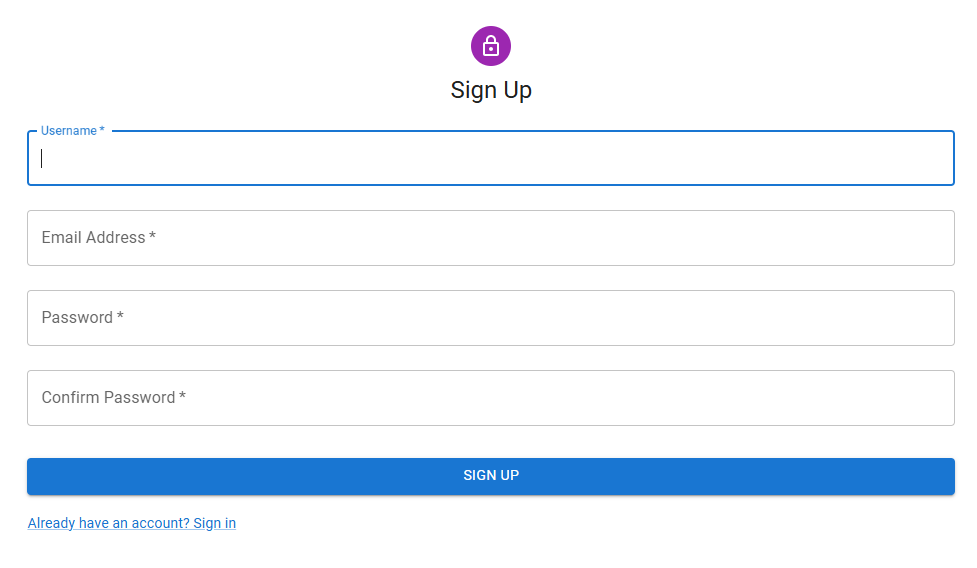 Sign Up
Username *
Email Address *
Password *
Confirm Password *
SIGN UP
Already have an account? Sign in